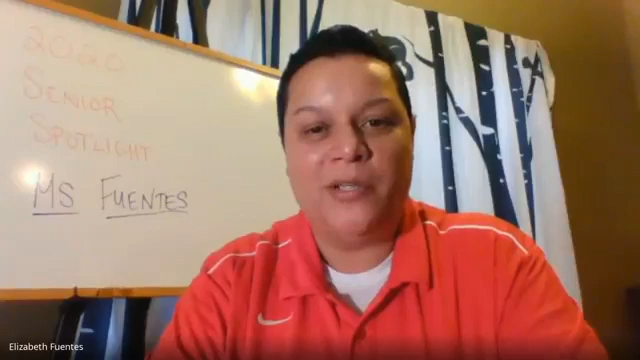 2020
SENIOR
SPOTLIGHT
MS FUENTES
Elizabeth Fuentes